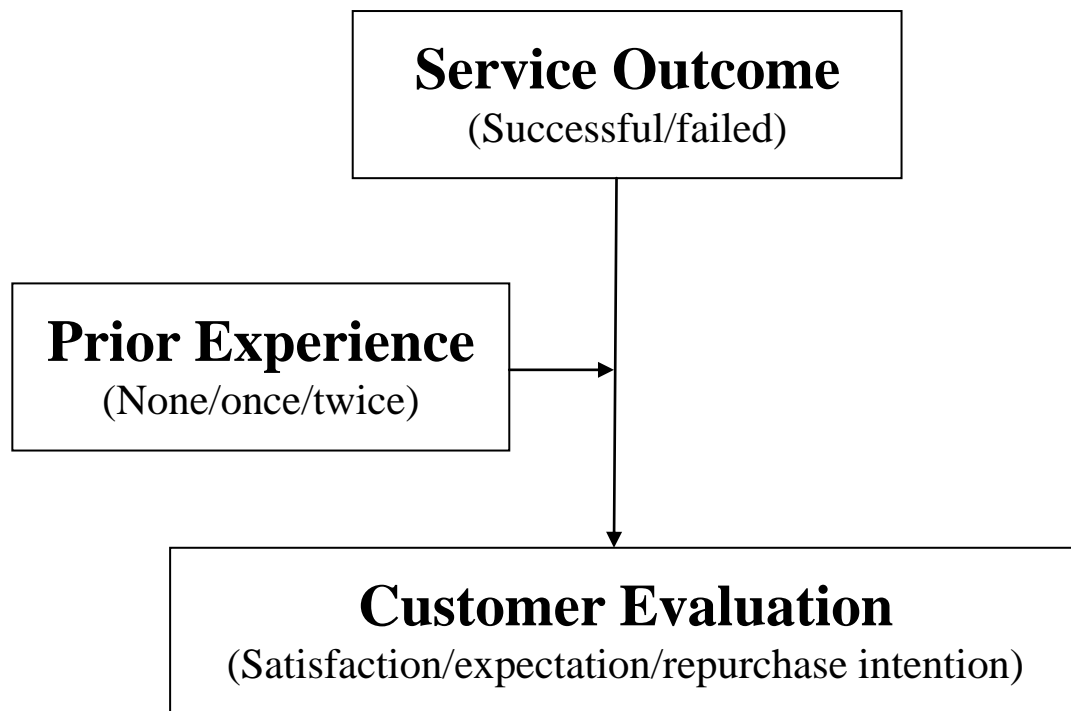 Service Outcome
(Successful/failed)
Prior Experience
(None/once/twice)
Customer Evaluation
(Satisfaction/expectation/repurchase intention)